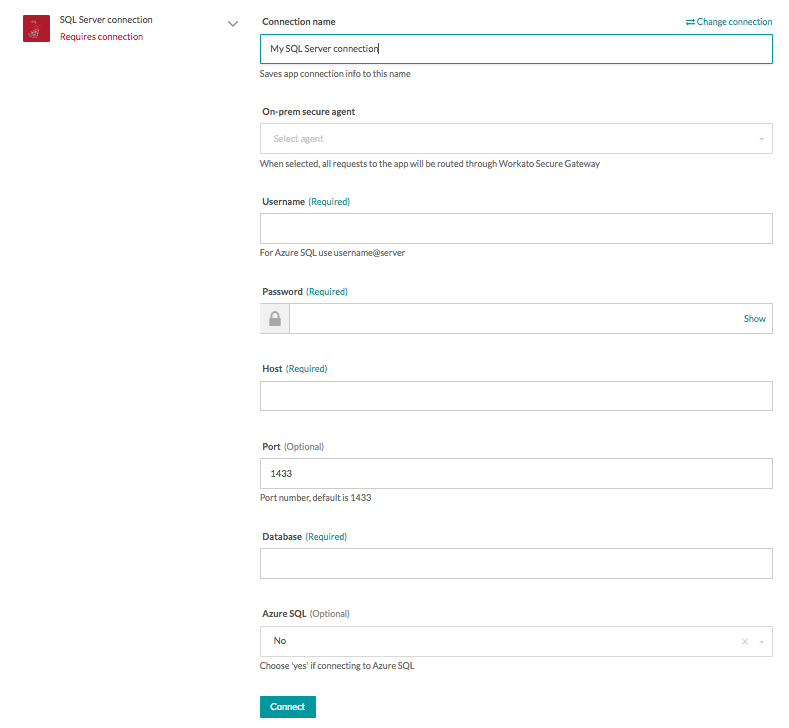 SQL Server connection
Requires connection
Connection name
Change connection
My SQL Server connection
Saves app connection info to this name
On-prem secure agent
Select agent
When selected, all requests to the app will be routed through Workato Secure Gateway
Username (Required)
For Azure SQL use username@server
Password (Required)
Show
Host (Required)
Port (Optional)
1433
Port number, default is 1433
Database (Required)
Azure SQL (Optional)
No
Choose 'yes' if connecting to Azure SQL
Connect